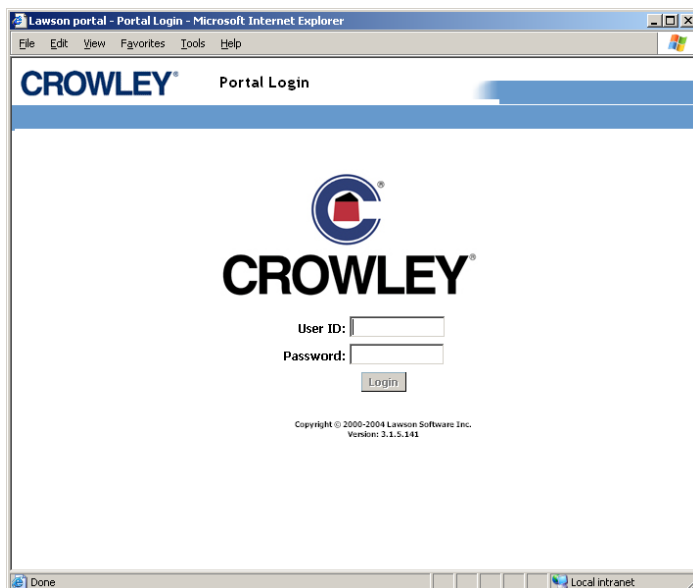 Lawson portal - Portal Login - Microsoft Internet Explorer
File Edit View Favorites Tools Help
CROWLEY® Portal Login
®
CROWLEY®
User ID:
Password:
Login
Copyright © 2000-2004 Lawson Software Inc.
Version: 3.1.5.141
Done Local intranet